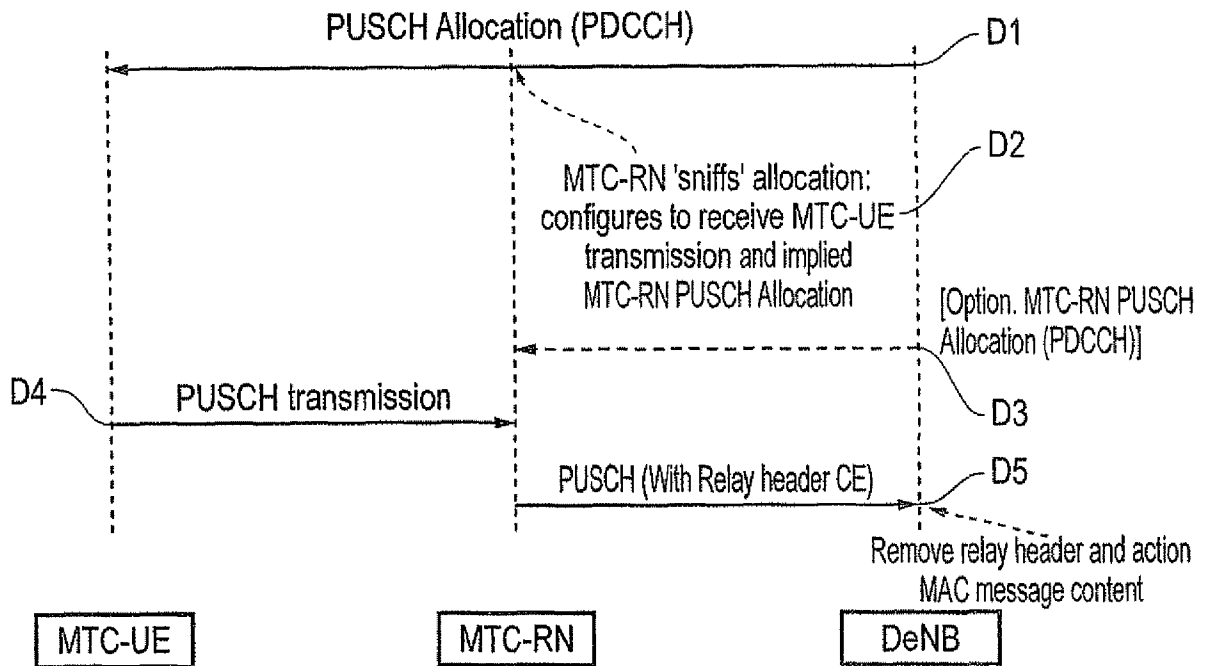 PUSCH Allocation (PDCCH)
D1
D2
MTC-RN 'sniffs' allocation:
configures to receive MTC-UE
transmission and implied
MTC-RN PUSCH Allocation
[Option. MTC-RN PUSCH
Allocation (PDCCH)]
D3
D4
PUSCH transmission
D5
PUSCH (With Relay header CE)
Remove relay header and action
MAC message content
MTC-UE
MTC-RN
DeNB